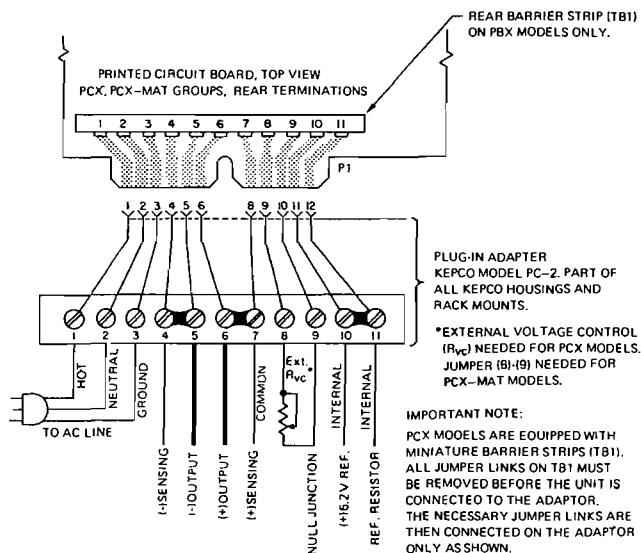 REAR BARRIER STRIP (TB1)
ON PBX MODELS ONLY.
PRINTED CIRCUIT BOARD, TOP VIEW
PCX, PCX-MAT GROUPS, REAR TERMINATIONS
1 2 3 4 5 6 7 8 9 10 11
P1
1 2 3 4 5 6 8 9 10 11 12
PLUG-IN ADAPTER
KEPCO MODEL PC-2. PART OF
ALL KEPCO HOUSINGS AND
RACK MOUNTS.
*EXTERNAL VOLTAGE CONTROL
(RVC) NEEDED FOR PCX MODELS.
JUMPER (8)-(9) NEEDED FOR
PCX-MAT MODELS.
1 2 3 4 5 6 7 8 9 10 11
HOT
NEUTRAL
GROUND
TO AC LINE
(-)SENSING
(-)OUTPUT
(+)OUTPUT
(+)SENSING
COMMON
Ext.
RVC*
NULL JUNCTION
INTERNAL
(+)6.2V REF.
INTERNAL
REF. RESISTOR
IMPORTANT NOTE:
PCX MODELS ARE EQUIPPED WITH
MINIATURE BARRIER STRIPS (TB1).
ALL JUMPER LINKS ON TB1 MUST
BE REMOVED BEFORE THE UNIT IS
CONNECTED TO THE ADAPTOR.
THE NECESSARY JUMPER LINKS ARE
THEN CONNECTED ON THE ADAPTOR
ONLY AS SHOWN.